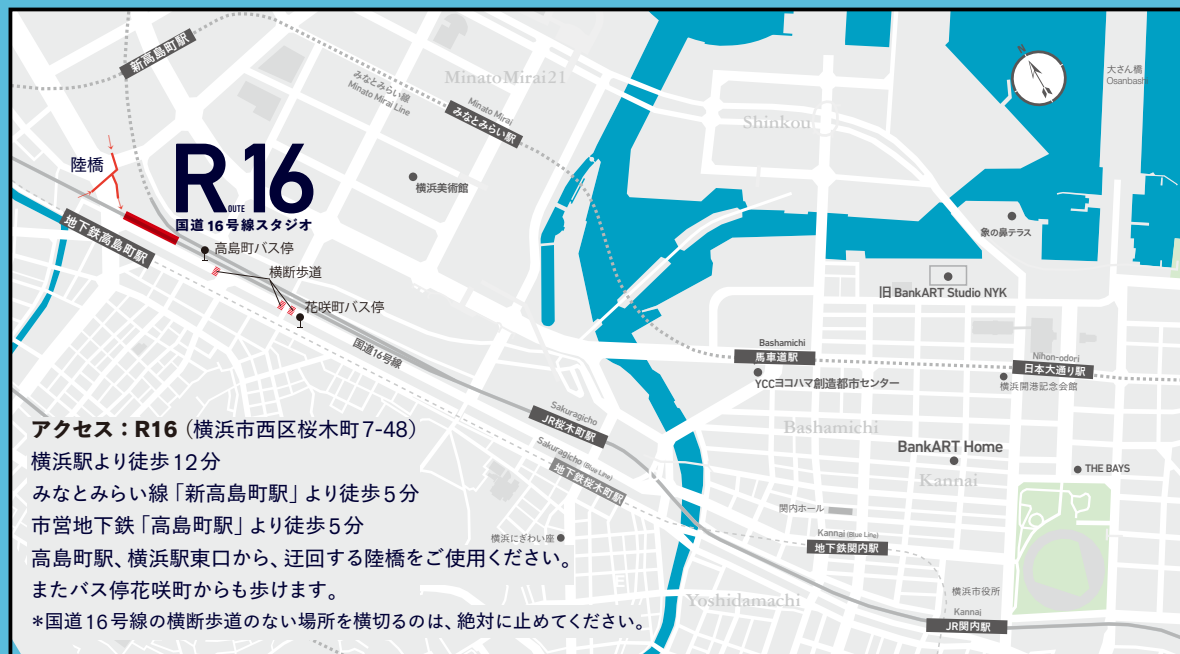 新高島町駅
みなとみらい線
Minato Mirai Line
MinatoMirai21
Minato Mirai
みなとみらい駅
Shinkou
N
大さん橋
Osanbash
陸橋
ROUTE 16
国道16号線スタジオ
横浜美術館
地下鉄高島町駅
高島町バス停
横断歩道
花咲町バス停
国道16号線
象の鼻テラス
旧 BankART Studio NYK
Bashamichi
馬車道駅
YCCヨコハマ創造都市センター
Nihon-odori
日本大通り駅
横浜開港記念会館
Sakuragicho
JR桜木町駅
Sakuragicho (Blue Line)
地下鉄桜木町駅
Bashamichi
BankART Home
Kannai
THE BAYS
関内ホール
Kannai (Blue Line)
地下鉄関内駅
横浜にぎわい座
横浜市役所
Yoshidamachi
Kannai
JR関内駅
アクセス：R16（横浜市西区桜木町7-48）
横浜駅より徒歩12分
みなとみらい線「新高島町駅」より徒歩5分
市営地下鉄「高島町駅」より徒歩5分
高島町駅、横浜駅東口から、迂回する陸橋をご使用ください。
またバス停花咲町からも歩けます。
*国道16号線の横断歩道のない場所を横切るのは、絶対に止めてください。